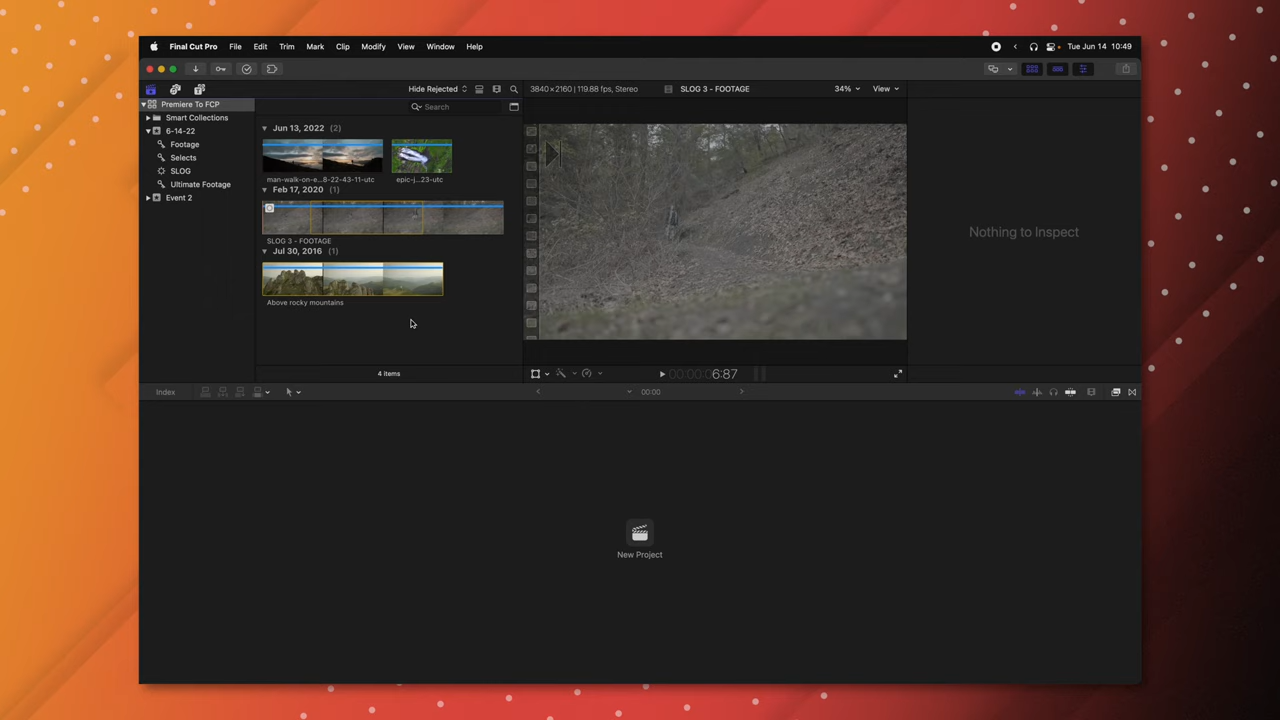 Final Cut Pro File Edit Trim Mark Clip Modify View Window Help
Tue Jun 14 10:49
Hide Rejected
3840 × 2160 | 119.88 fps, Stereo
SLOG 3 - FOOTAGE
34%
View
Premiere To FCP
Search
Smart Collections
6-14-22
Footage
Selects
SLOG
Ultimate Footage
Event 2
Jun 13, 2022 (2)
man-walk-on-e...8-22-43-11-utc
epic-j...23-utc
Feb 17, 2020 (1)
SLOG 3 - FOOTAGE
Jul 30, 2016 (1)
Above rocky mountains
4 items
Nothing to Inspect
00:00:06:87
Index
00:00
New Project